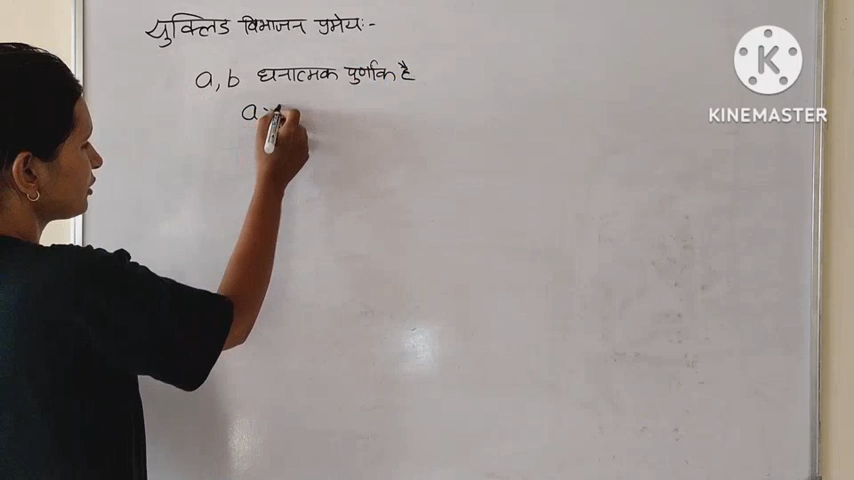 युक्लिड विभाजन प्रमेय:-
a, b धनात्मक पुर्णाक है
a
K
KINEMASTER